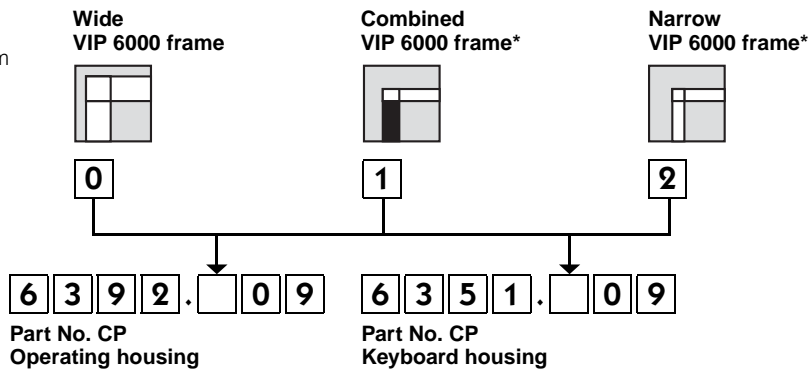 Wide
VIP 6000 frame
Combined
VIP 6000 frame*
Narrow
VIP 6000 frame*
0
1
2
6392. 09
6351. 09
Part No. CP
Operating housing
Part No. CP
Keyboard housing